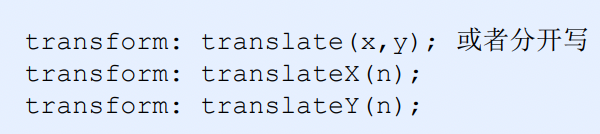 transform: translate(x,y); 或者分开写
transform: translateX(n);
transform: translateY(n);